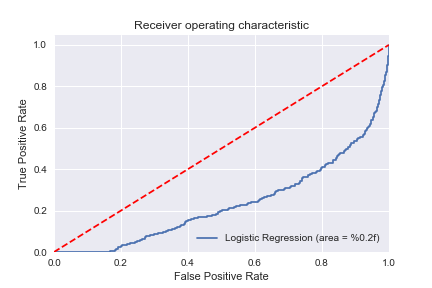 Receiver operating characteristic
1.0
0.8
0.6
0.4
0.2
0.0
True Positive Rate
Logistic Regression (area = %0.2f)
0.0 0.2 0.4 0.6 0.8 1.0
False Positive Rate